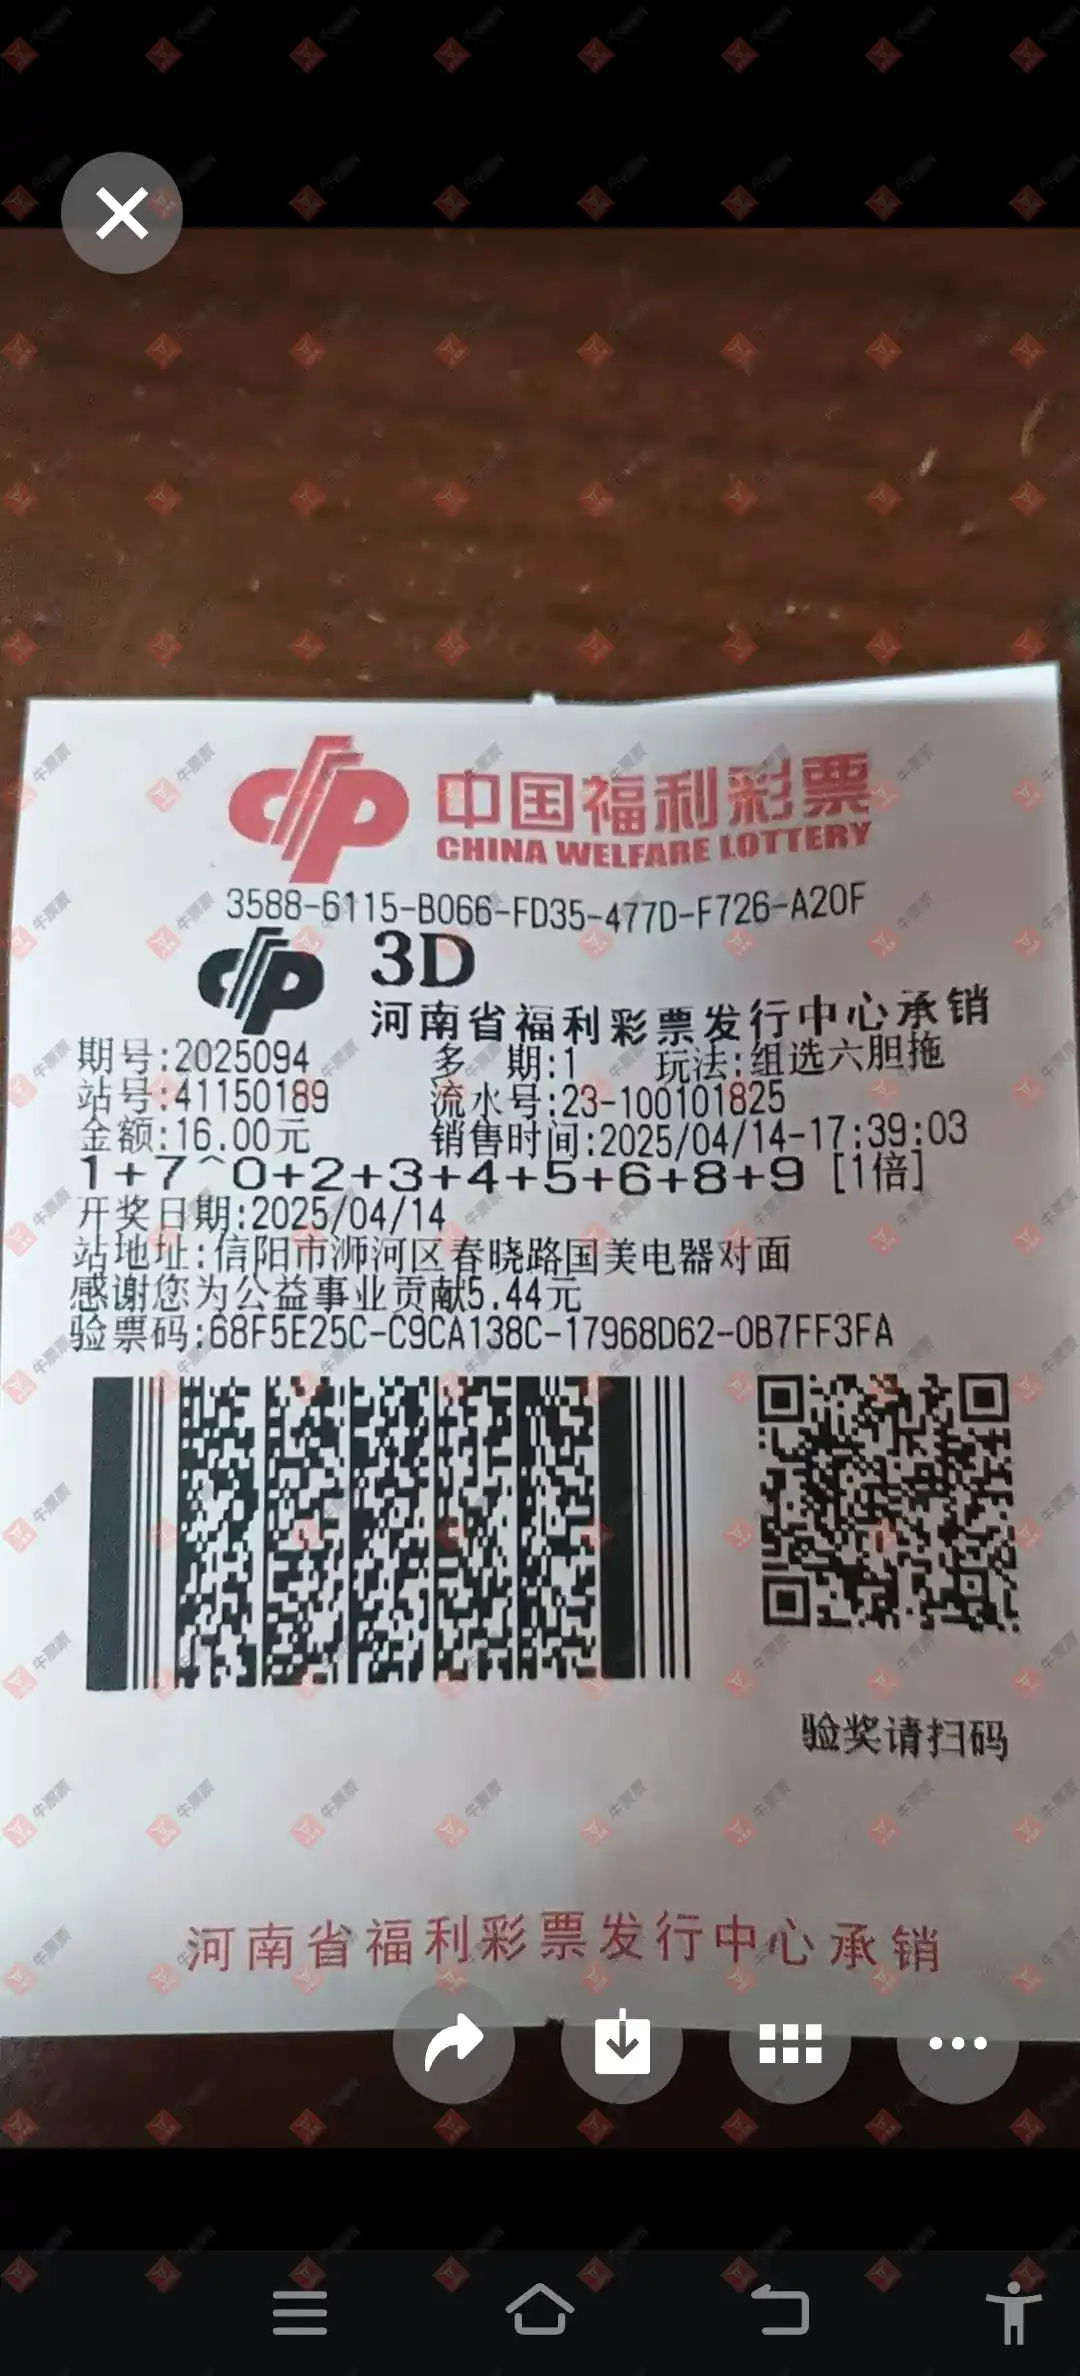 中国福利彩票
CHINA WELFARE LOTTERY
3588-6115-B066-FD35-477D-F726-A20F
3D
河南省福利彩票发行中心承销
期号:2025094 多 期:1 玩法:组选六胆拖
站号:41150189 流水号:23-100101825
金额:16.00元 销售时间:2025/04/14-17:39:03
1+7^0+2+3+4+5+6+8+9 [1倍]
开奖日期:2025/04/14
站地址:信阳市浉河区春晓路国美电器对面
感谢您为公益事业贡献5.44元
验票码:68F5E25C-C9CA138C-17968D62-0B7FF3FA
验奖请扫码
河南省福利彩票发行中心承销
牛票票